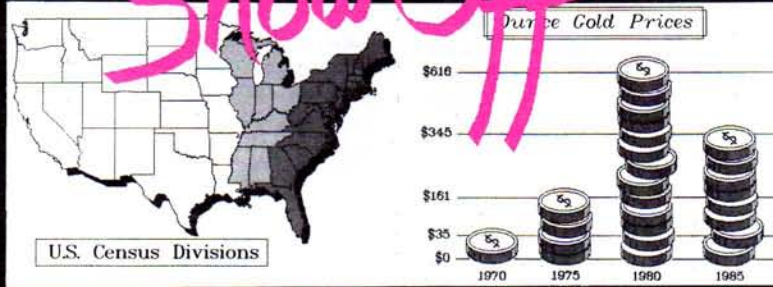 Show Off
Ounce Gold Prices
$616
$345
$161
$35
$0
1970 1975 1980 1985
U.S. Census Divisions